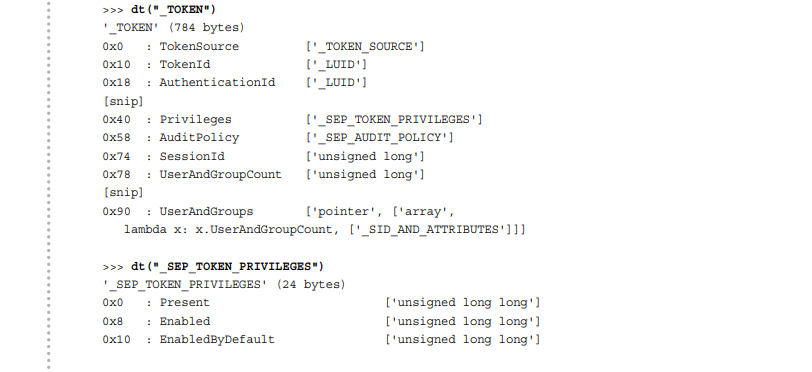 >>> dt("_TOKEN")
'_TOKEN' (784 bytes)
0x0   : TokenSource         ['_TOKEN_SOURCE']
0x10  : TokenId             ['_LUID']
0x18  : AuthenticationId    ['_LUID']
[snip]
0x40  : Privileges          ['_SEP_TOKEN_PRIVILEGES']
0x58  : AuditPolicy         ['_SEP_AUDIT_POLICY']
0x74  : SessionId           ['unsigned long']
0x78  : UserAndGroupCount   ['unsigned long']
[snip]
0x90  : UserAndGroups       ['pointer', ['array',
   lambda x: x.UserAndGroupCount, ['_SID_AND_ATTRIBUTES']]]
>>> dt("_SEP_TOKEN_PRIVILEGES")
'_SEP_TOKEN_PRIVILEGES' (24 bytes)
0x0   : Present                       ['unsigned long long']
0x8   : Enabled                       ['unsigned long long']
0x10  : EnabledByDefault              ['unsigned long long']